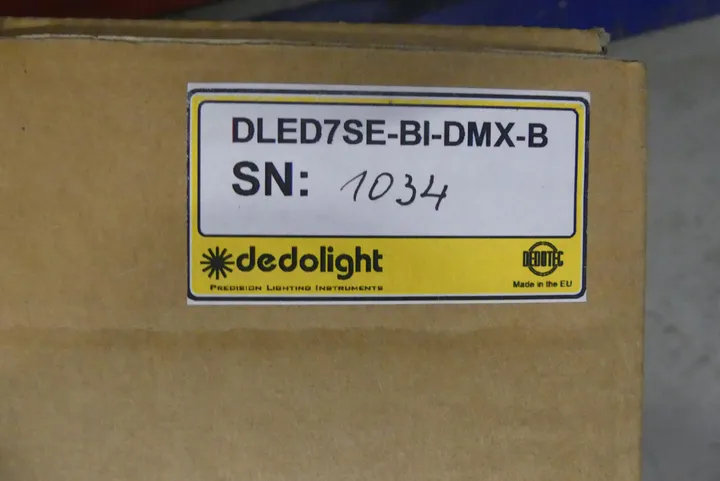 DLED7SE-BI-DMX-B
SN: 1034
dedolight
PRECISION LIGHTING INSTRUMENTS
DEDOTEC
Made in the EU